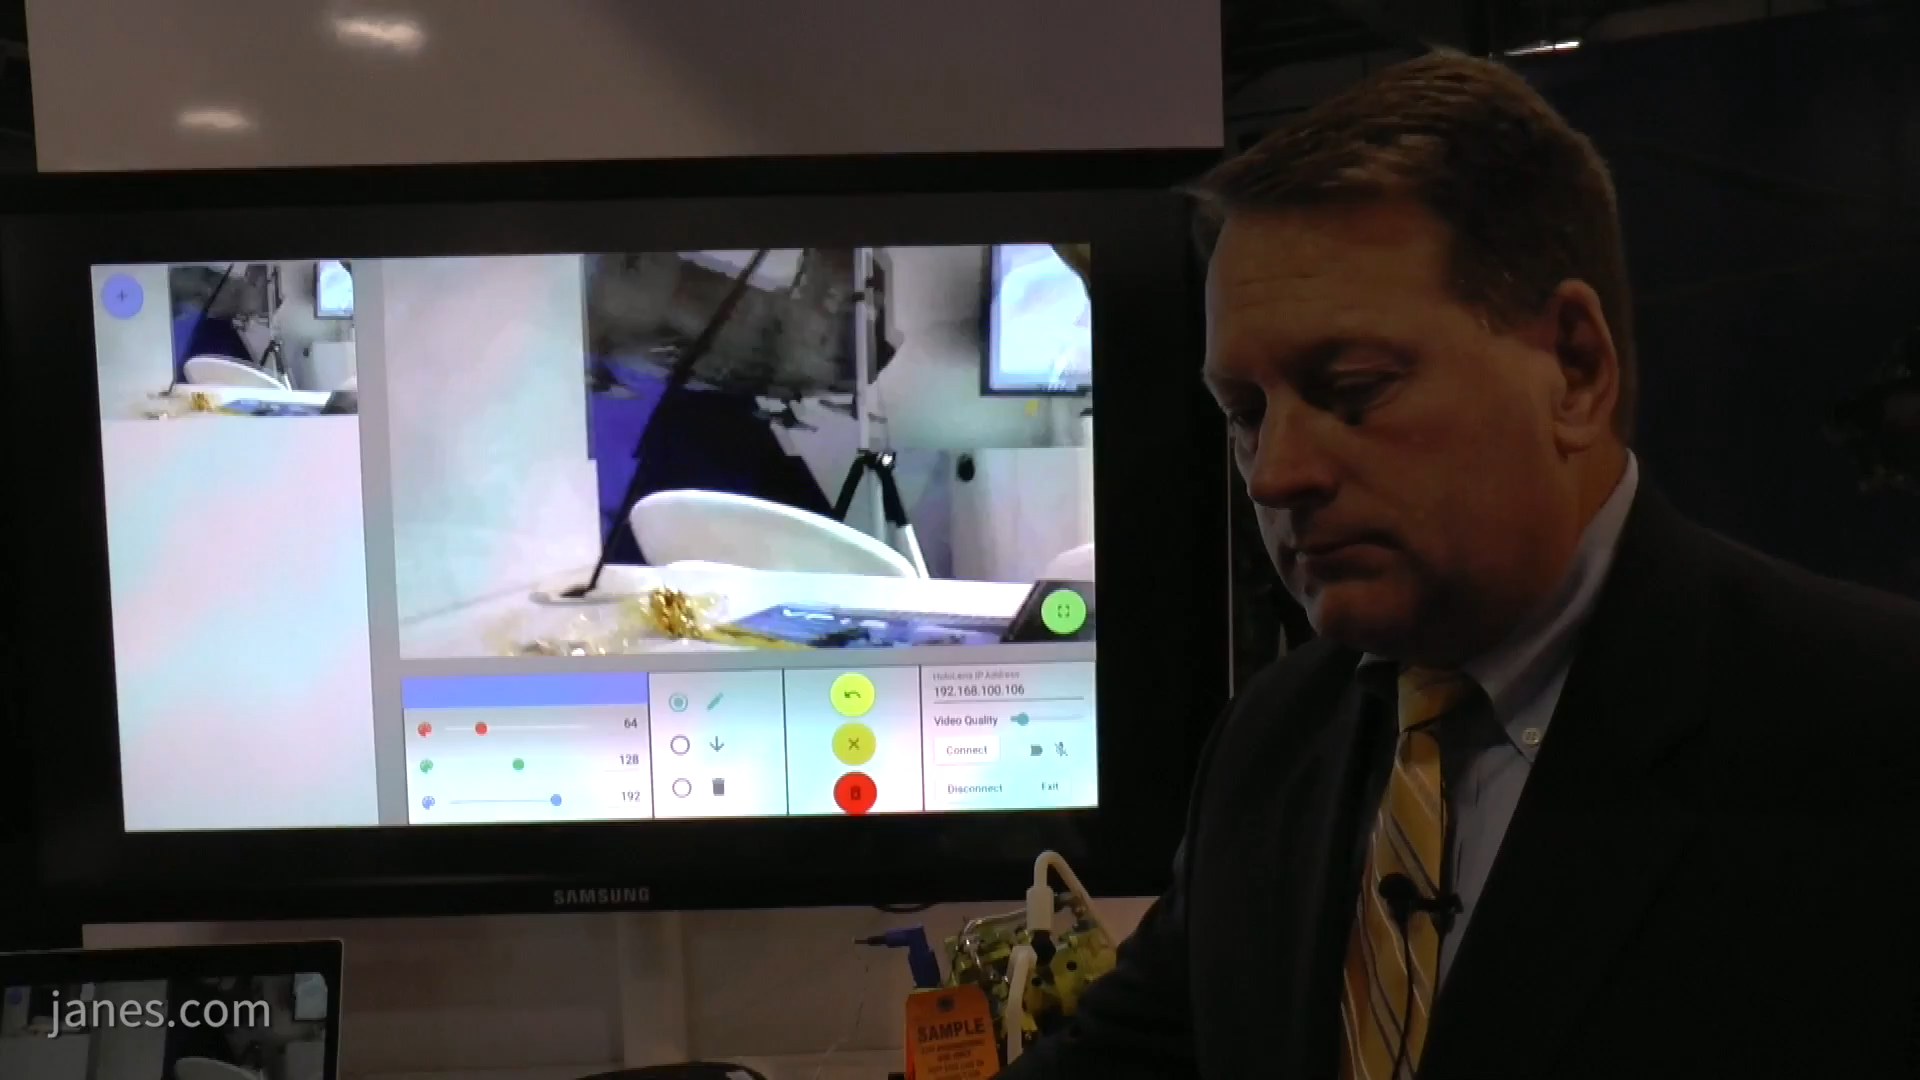 HoloLens IP Address
192.168.100.106
Video Quality
64
128
192
Connect
Disconnect
Exit
SAMSUNG
SAMPLE
janes.com